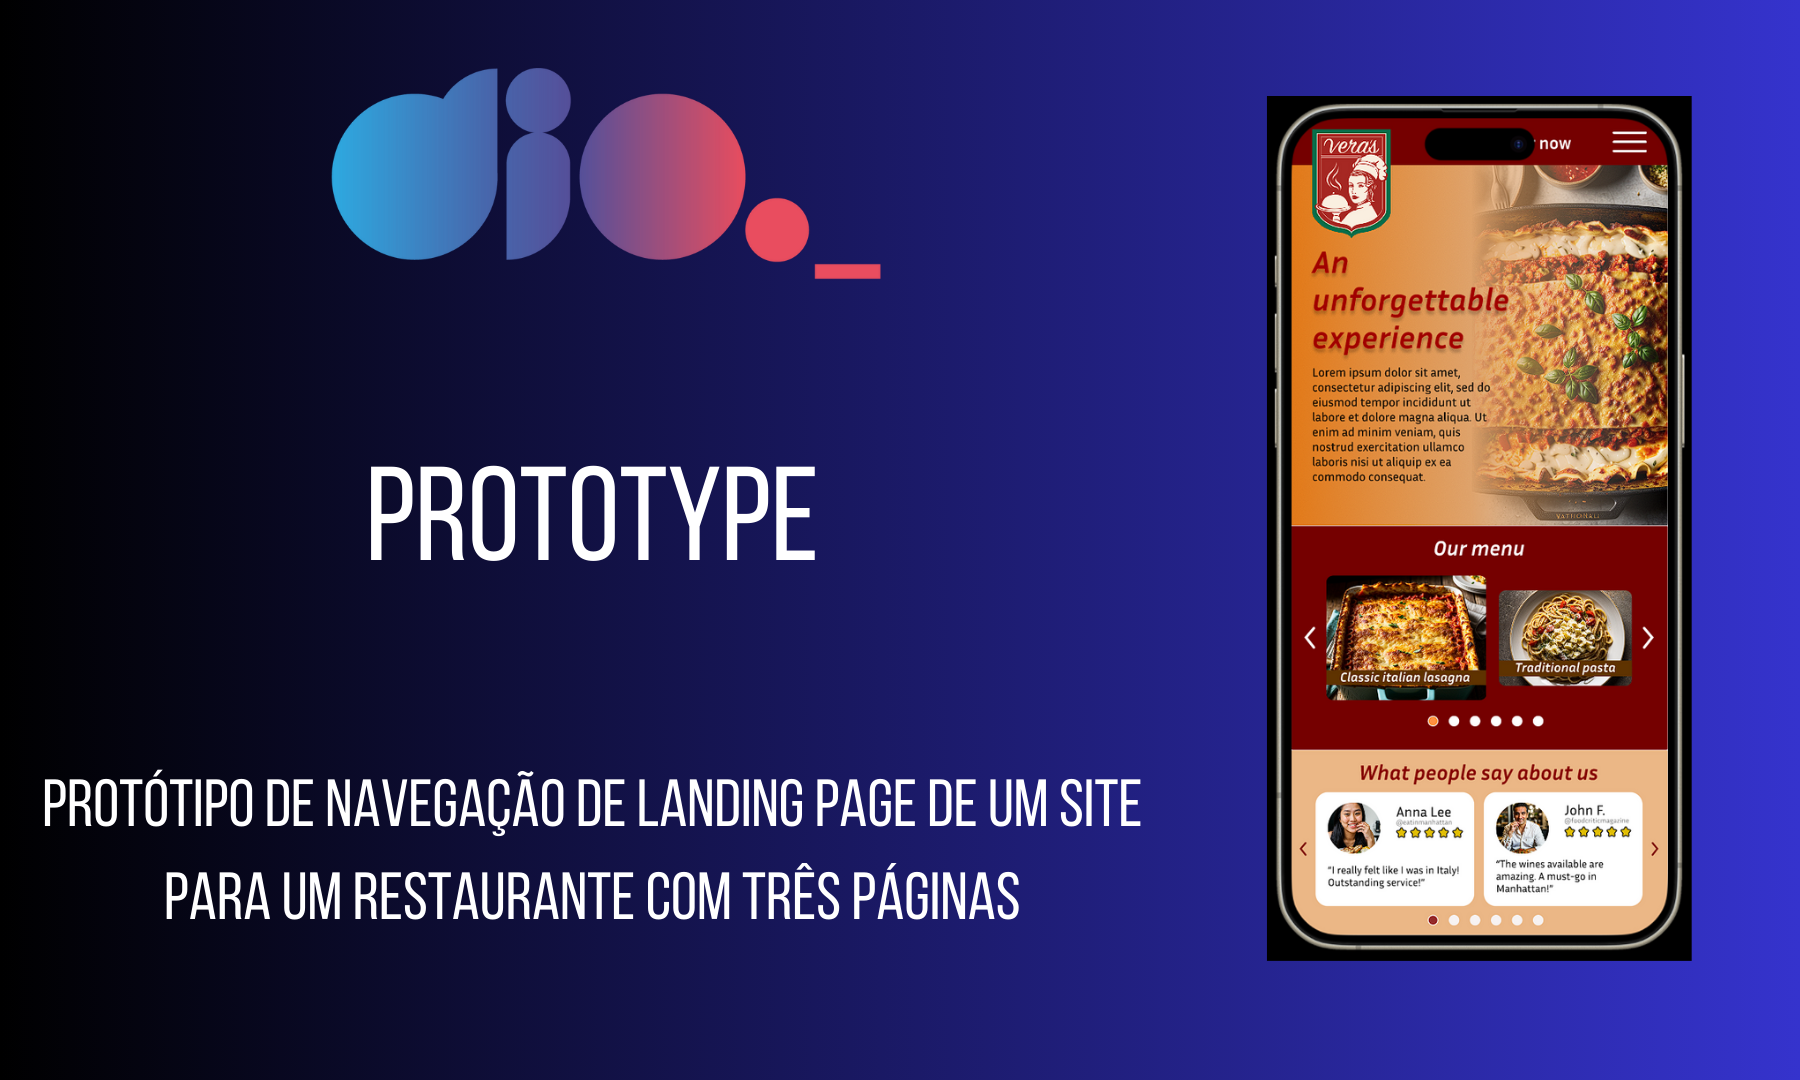 dio._
PROTOTYPE
PROTÓTIPO DE NAVEGAÇÃO DE LANDING PAGE DE UM SITE
PARA UM RESTAURANTE COM TRÊS PÁGINAS
Vera's
now
An
unforgettable
experience
Lorem ipsum dolor sit amet,
consectetur adipiscing elit, sed do
eiusmod tempor incididunt ut
labore et dolore magna aliqua. Ut
enim ad minim veniam, quis
nostrud exercitation ullamco
laboris nisi ut aliquip ex ea
commodo consequat.
Our menu
Classic italian lasagna
Traditional pasta
What people say about us
Anna Lee
@eatinmanhattan
"I really felt like I was in Italy!
Outstanding service!"
John F.
@foodcriticmagazine
"The wines available are
amazing. A must-go in
Manhattan!"